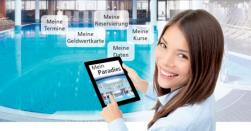 Meine
Termine
Meine
Reservierung
Meine
Geldwertkarte
Meine
Kurse
Meine
Daten
Mein
Paradies